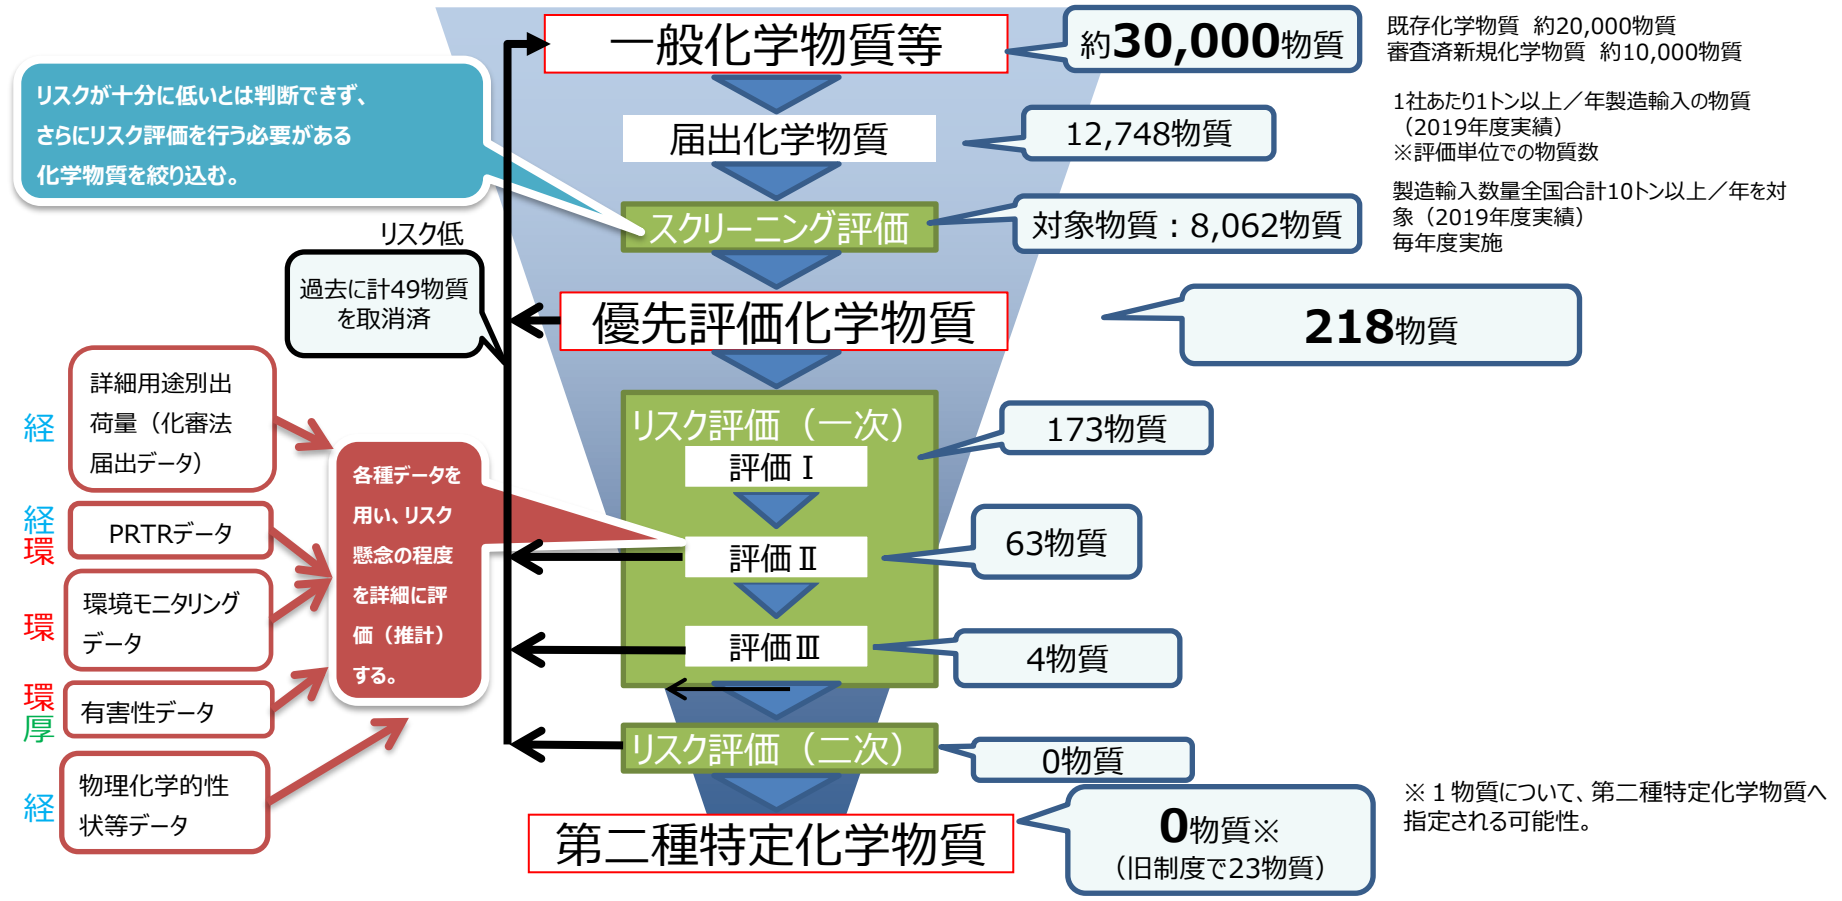 一般化学物質等
約30,000物質
既存化学物質 約20,000物質
審査済新規化学物質 約10,000物質
リスクが十分に低いとは判断できず、
さらにリスク評価を行う必要がある
化学物質を絞り込む。
届出化学物質
12,748物質
1社あたり1トン以上／年製造輸入の物質
（2019年度実績）
※評価単位での物質数
スクリーニング評価
対象物質：8,062物質
製造輸入数量全国合計10トン以上／年を対
象（2019年度実績）
毎年度実施
リスク低
過去に計49物質
を取消済
優先評価化学物質
218物質
リスク評価（一次）
173物質
評価Ⅰ
評価Ⅱ
63物質
評価Ⅲ
4物質
経
詳細用途別出
荷量（化審法
届出データ）
経
環
PRTRデータ
環
環境モニタリング
データ
環
厚
有害性データ
経
物理化学的性
状等データ
各種データを
用い、リスク
懸念の程度
を詳細に評
価（推計）
する。
リスク評価（二次）
0物質
第二種特定化学物質
0物質※
（旧制度で23物質）
※１物質について、第二種特定化学物質へ
指定される可能性。